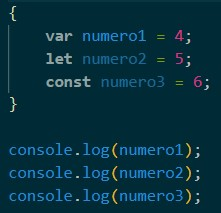 {
    var numero1 = 4;
    let numero2 = 5;
    const numero3 = 6;
}
console.log(numero1);
console.log(numero2);
console.log(numero3);